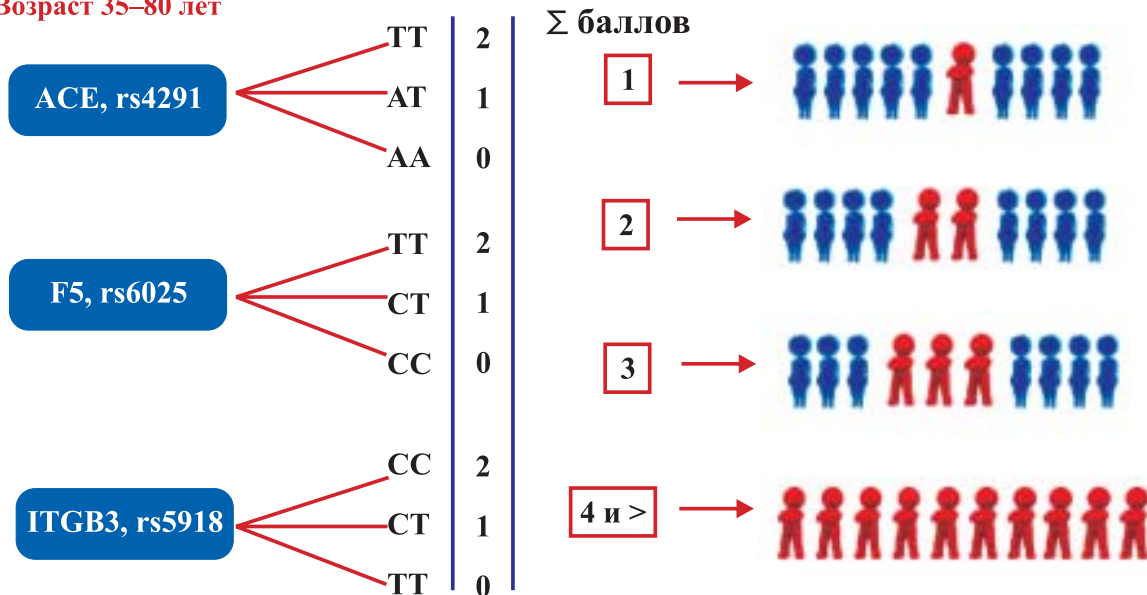 Возраст 35–80 лет
ACE, rs4291
TT 2
AT 1
AA 0
F5, rs6025
TT 2
CT 1
CC 0
ITGB3, rs5918
CC 2
CT 1
TT 0
∑ баллов
1
2
3
4 и >